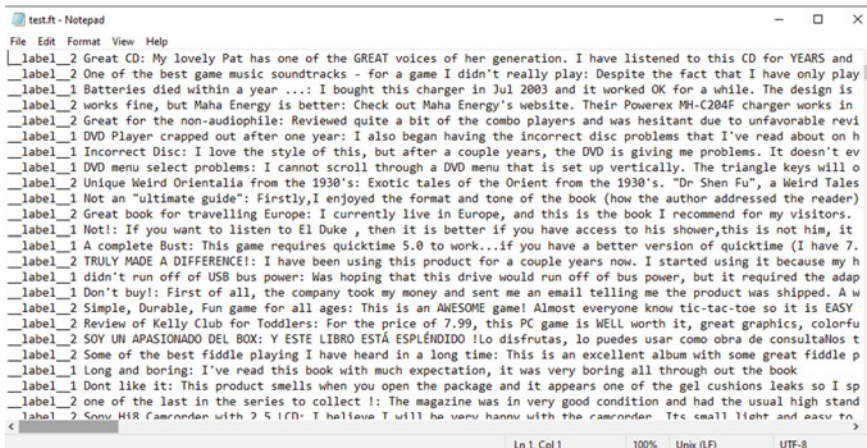 test.ft - Notepad
File Edit Format View Help
__label__2 Great CD: My lovely Pat has one of the GREAT voices of her generation. I have listened to this CD for YEARS and
__label__2 One of the best game music soundtracks - for a game I didn't really play: Despite the fact that I have only play
__label__1 Batteries died within a year ...: I bought this charger in Jul 2003 and it worked OK for a while. The design is
__label__2 works fine, but Maha Energy is better: Check out Maha Energy's website. Their Powerex MH-C204F charger works in
__label__2 Great for the non-audiophile: Reviewed quite a bit of the combo players and was hesitant due to unfavorable revi
__label__1 DVD Player crapped out after one year: I also began having the incorrect disc problems that I've read about on h
__label__1 Incorrect Disc: I love the style of this, but after a couple years, the DVD is giving me problems. It doesn't ev
__label__1 DVD menu select problems: I cannot scroll through a DVD menu that is set up vertically. The triangle keys will o
__label__2 Unique Weird Orientalia from the 1930's: Exotic tales of the Orient from the 1930's. "Dr Shen Fu", a Weird Tales
__label__1 Not an "ultimate guide": Firstly,I enjoyed the format and tone of the book (how the author addressed the reader)
__label__2 Great book for travelling Europe: I currently live in Europe, and this is the book I recommend for my visitors.
__label__1 Not!: If you want to listen to El Duke , then it is better if you have access to his shower,this is not him, it
__label__1 A complete Bust: This game requires quicktime 5.0 to work...if you have a better version of quicktime (I have 7.
__label__2 TRULY MADE A DIFFERENCE!: I have been using this product for a couple years now. I started using it because my h
__label__1 didn't run off of USB bus power: Was hoping that this drive would run off of bus power, but it required the adap
__label__1 Don't buy!: First of all, the company took my money and sent me an email telling me the product was shipped. A w
__label__2 Simple, Durable, Fun game for all ages: This is an AWESOME game! Almost everyone know tic-tac-toe so it is EASY
__label__2 Review of Kelly Club for Toddlers: For the price of 7.99, this PC game is WELL worth it, great graphics, colorfu
__label__2 SOY UN APASIONADO DEL BOX: Y ESTE LIBRO ESTÁ ESPLÉNDIDO !Lo disfrutas, lo puedes usar como obra de consultaNos t
__label__2 Some of the best fiddle playing I have heard in a long time: This is an excellent album with some great fiddle p
__label__1 Long and boring: I've read this book with much expectation, it was very boring all through out the book
__label__1 Dont like it: This product smells when you open the package and it appears one of the gel cushions leaks so I sp
__label__2 one of the last in the series to collect !: The magazine was in very good condition and had the usual high stand
__label__2 Sony Hi8 Camcorder with 2.5 LCD: I believe I will be very happy with the camcorder. Its small light and easy to
Ln 1, Col 1 100% Unix (LF) UTF-8